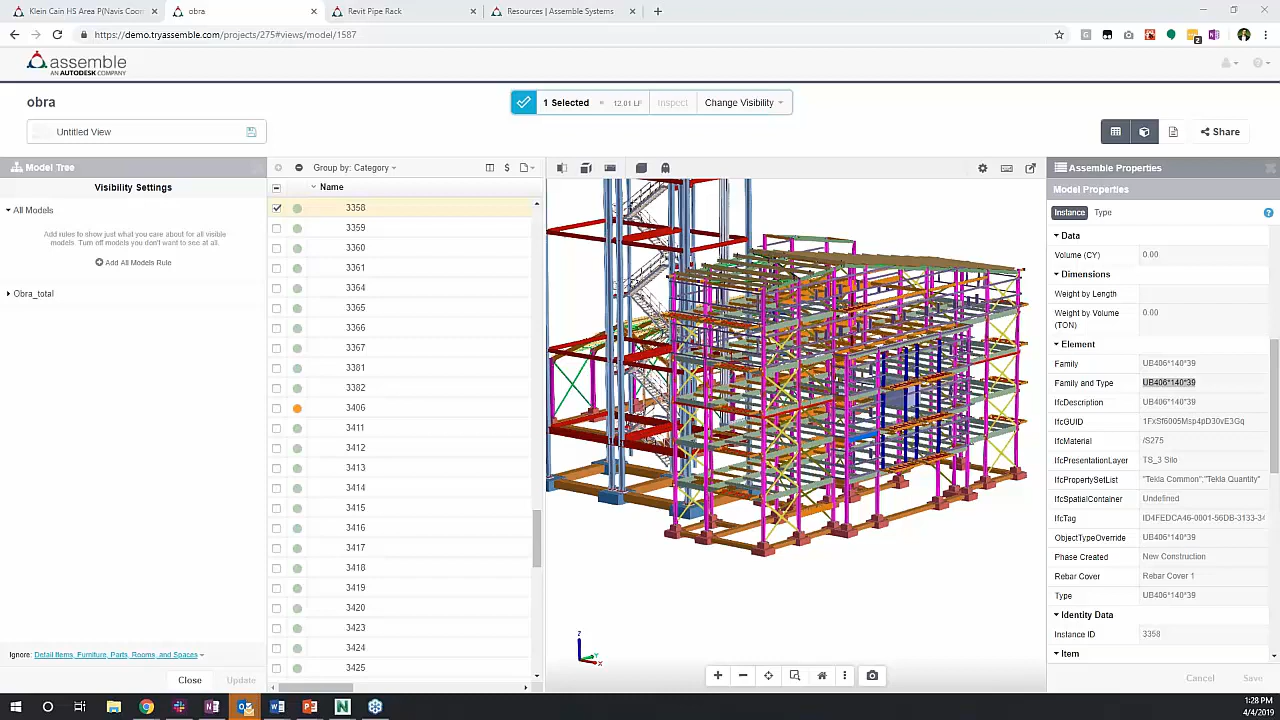 Klein Cain HS Area P(Navis Coor
obra
Revit Pipe Rack
Resources | Assemble Systems
https://demo.tryassemble.com/projects/275#views/model/1587
assemble
AN AUTODESK COMPANY
obra
1 Selected = 12.01 LF Inspect Change Visibility
Untitled View
Share
Model Tree
Group by: Category
Assemble Properties
Visibility Settings
Name
Model Properties
All Models
Instance Type
Add rules to show just what you care about for all visible
models. Turn off models you don't want to see at all.
Add All Models Rule
Obra_total
3358
3360
3361
3364
3365
3366
3367
3381
3382
3406
3411
3412
3413
3414
3415
3416
3417
3418
3419
3420
3423
3424
3425
Data
Volume (CY) 0.00
Dimensions
Weight by Length
Weight by Volume 0.00
(TON)
Element
Family UB406*140*39
Family and Type UB406*140*39
IfcDescription UB406*140*39
IfcGUID 1FxSf6005Msp4pD30vE3Gq
IfcMaterial /S275
IfcPresentationLayer TS_3 Silo
IfcPropertySetList "Tekla Common","Tekla Quantity"
IfcSpatialContainer Undefined
IfcTag ID4FEDCA46-0001-56DB-3133-34
ObjectTypeOverride UB406*140*39
Phase Created New Construction
Rebar Cover Rebar Cover 1
Type UB406*140*39
Identity Data
Instance ID 3358
Item
Z
Y
X
Ignore: Detail Items, Furniture, Parts, Rooms, and Spaces
Close Update
Cancel Save
1:28 PM
4/4/2019